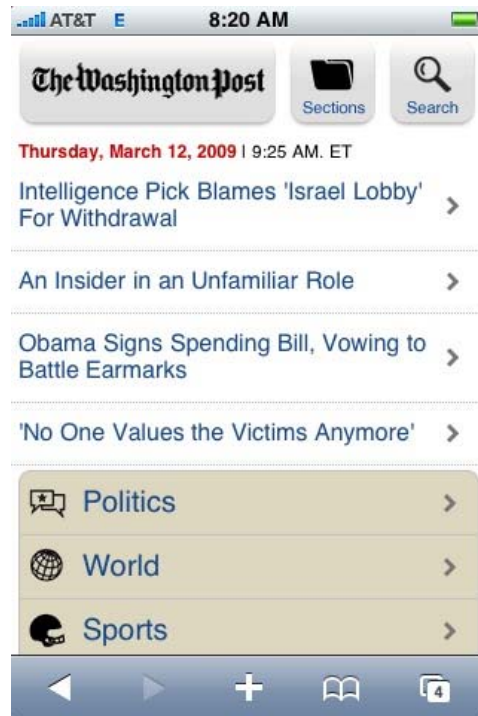 AT&T E 8:20 AM
The Washington Post
Sections
Search
Thursday, March 12, 2009 | 9:25 AM. ET
Intelligence Pick Blames 'Israel Lobby'
For Withdrawal
An Insider in an Unfamiliar Role
Obama Signs Spending Bill, Vowing to
Battle Earmarks
'No One Values the Victims Anymore'
Politics
World
Sports
4